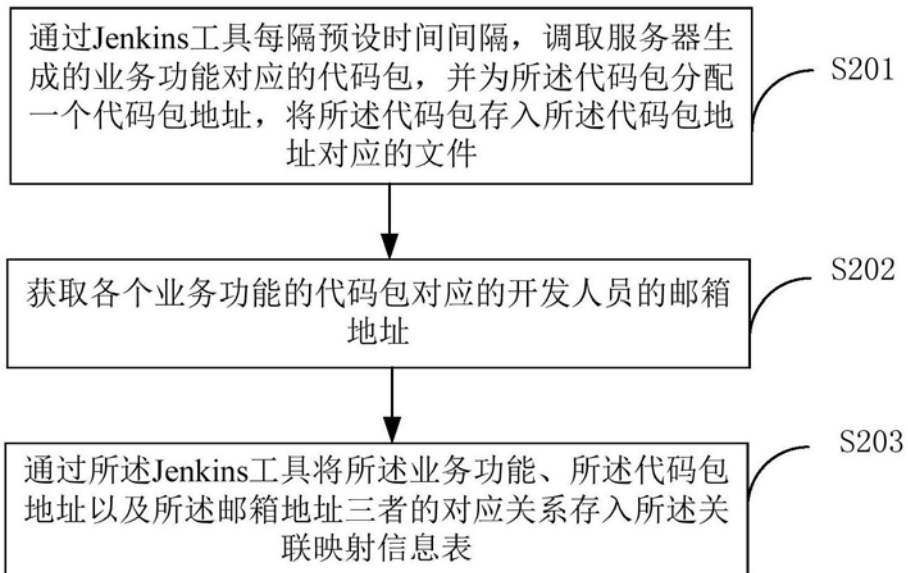 通过Jenkins工具每隔预设时间间隔，调取服务器生
成的业务功能对应的代码包，并为所述代码包分配
一个代码包地址，将所述代码包存入所述代码包地
址对应的文件
S201
获取各个业务功能的代码包对应的开发人员的邮箱
地址
S202
通过所述Jenkins工具将所述业务功能、所述代码包
地址以及所述邮箱地址三者的对应关系存入所述关
联映射信息表
S203